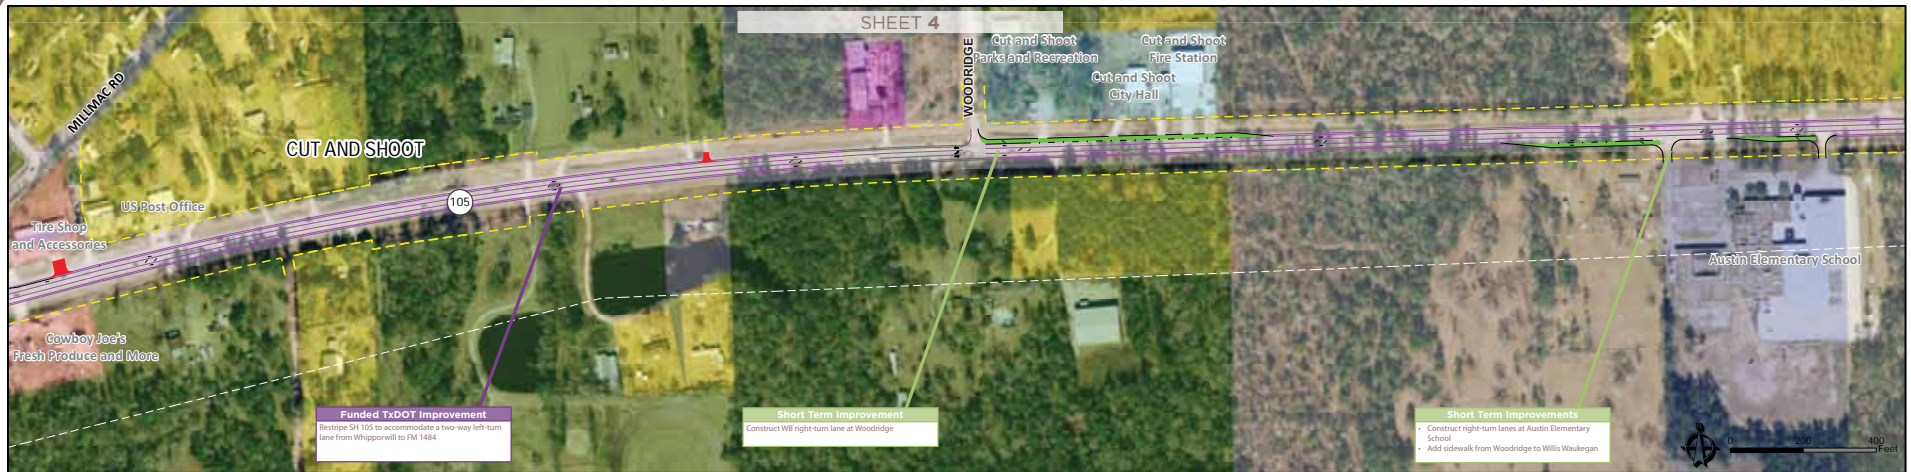 SHEET 4
MILLMAC RD
WOODRIDGE
Cut and Shoot
Parks and Recreation
Cut and Shoot
Fire Station
Cut and Shoot
City Hall
CUT AND SHOOT
105
US Post Office
Tire Shop
and Accessories
Austin Elementary School
Cowboy Joe's
Fresh Produce and More
Funded TxDOT Improvement
Restripe SH 105 to accommodate a two-way left-turn
lane from Whipporwill to FM 1484
Short Term Improvement
Construct WB right-turn lane at Woodridge
Short Term Improvements
• Construct right-turn lanes at Austin Elementary
School
• Add sidewalk from Woodridge to Willis Waukegan
0 200 400
Feet